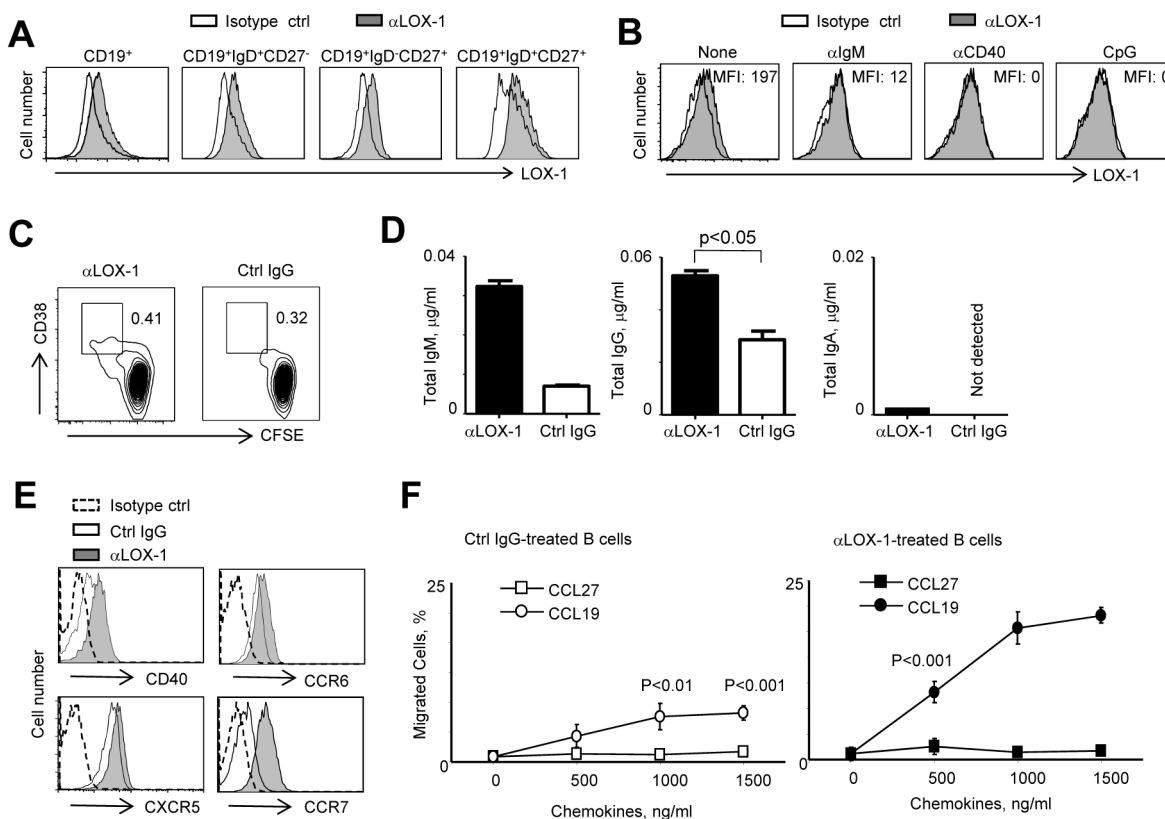 A
Isotype ctrl αLOX-1
CD19⁺ CD19⁺IgD⁺CD27⁻ CD19⁺IgD⁻CD27⁺ CD19⁺IgD⁺CD27⁺
Cell number
LOX-1
B
Isotype ctrl αLOX-1
None αIgM αCD40 CpG
MFI: 197 MFI: 12 MFI: 0 MFI: 0
Cell number
LOX-1
C
αLOX-1 Ctrl IgG
0.41 0.32
CD38
CFSE
D
0.04
Total IgM, μg/ml
0
αLOX-1 Ctrl IgG
p<0.05
0.06
Total IgG, μg/ml
0
αLOX-1 Ctrl IgG
0.02
Total IgA, μg/ml
Not detected
0
αLOX-1 Ctrl IgG
E
Isotype ctrl
Ctrl IgG
αLOX-1
Cell number
CD40 CCR6
CXCR5 CCR7
F
Ctrl IgG-treated B cells
25
CCL27
CCL19
Migrated Cells, %
P<0.01 P<0.001
0
0 500 1000 1500
Chemokines, ng/ml
αLOX-1-treated B cells
25
CCL27
CCL19
P<0.001
0
0 500 1000 1500
Chemokines, ng/ml